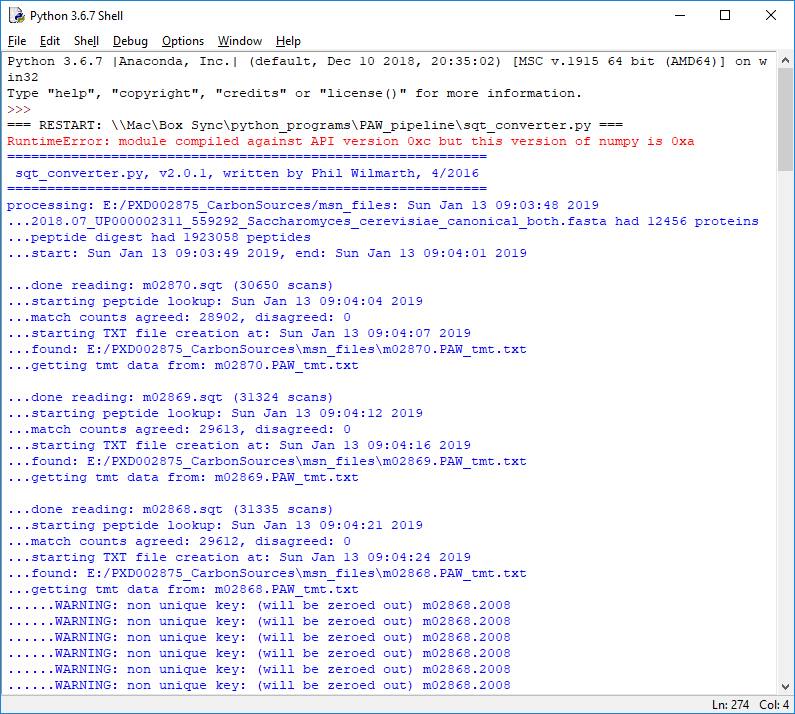 Python 3.6.7 Shell
File Edit Shell Debug Options Window Help
Python 3.6.7 |Anaconda, Inc.| (default, Dec 10 2018, 20:35:02) [MSC v.1915 64 bit (AMD64)] on w
in32
Type "help", "copyright", "credits" or "license()" for more information.
>>>
=== RESTART: \\Mac\Box Sync\python_programs\PAW_pipeline\sqt_converter.py ===
RuntimeError: module compiled against API version 0xc but this version of numpy is 0xa
============================================================
 sqt_converter.py, v2.0.1, written by Phil Wilmarth, 4/2016
============================================================
processing: E:/PXD002875_CarbonSources/msn_files: Sun Jan 13 09:03:48 2019
...2018.07_UP000002311_559292_Saccharomyces_cerevisiae_canonical_both.fasta had 12456 proteins
...peptide digest had 1923058 peptides
...start: Sun Jan 13 09:03:49 2019, end: Sun Jan 13 09:04:01 2019
...done reading: m02870.sqt (30650 scans)
...starting peptide lookup: Sun Jan 13 09:04:04 2019
...match counts agreed: 28902, disagreed: 0
...starting TXT file creation at: Sun Jan 13 09:04:07 2019
...found: E:/PXD002875_CarbonSources\msn_files\m02870.PAW_tmt.txt
...getting tmt data from: m02870.PAW_tmt.txt
...done reading: m02869.sqt (31324 scans)
...starting peptide lookup: Sun Jan 13 09:04:12 2019
...match counts agreed: 29613, disagreed: 0
...starting TXT file creation at: Sun Jan 13 09:04:16 2019
...found: E:/PXD002875_CarbonSources\msn_files\m02869.PAW_tmt.txt
...getting tmt data from: m02869.PAW_tmt.txt
...done reading: m02868.sqt (31335 scans)
...starting peptide lookup: Sun Jan 13 09:04:21 2019
...match counts agreed: 29612, disagreed: 0
...starting TXT file creation at: Sun Jan 13 09:04:24 2019
...found: E:/PXD002875_CarbonSources\msn_files\m02868.PAW_tmt.txt
...getting tmt data from: m02868.PAW_tmt.txt
......WARNING: non unique key: (will be zeroed out) m02868.2008
......WARNING: non unique key: (will be zeroed out) m02868.2008
......WARNING: non unique key: (will be zeroed out) m02868.2008
......WARNING: non unique key: (will be zeroed out) m02868.2008
......WARNING: non unique key: (will be zeroed out) m02868.2008
......WARNING: non unique key: (will be zeroed out) m02868.2008
Ln: 274 Col: 4